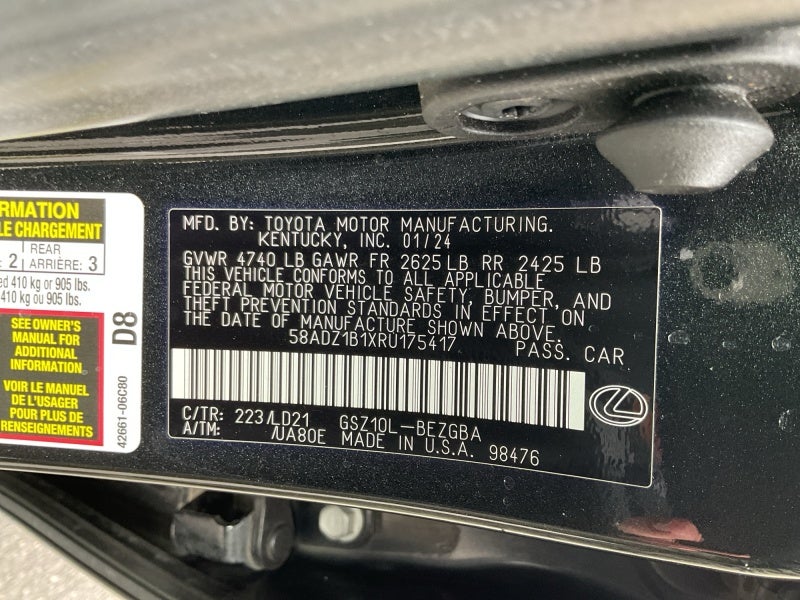 RMATION
LE CHARGEMENT
: 2 REAR
ARRIÈRE: 3
ed 410 kg or 905 lbs.
410 kg ou 905 lbs.
SEE OWNER'S
MANUAL FOR
ADDITIONAL
INFORMATION
VOIR LE MANUEL
DE L'USAGER
POUR PLUS DE
RENSEIGNEMENTS
D8
42661-06C80
MFD. BY: TOYOTA MOTOR MANUFACTURING.
KENTUCKY, INC. 01/24
GVWR 4740 LB GAWR FR 2625 LB RR 2425 LB
THIS VEHICLE CONFORMS TO ALL APPLICABLE
FEDERAL MOTOR VEHICLE SAFETY, BUMPER, AND
THEFT PREVENTION STANDARDS IN EFFECT ON
THE DATE OF MANUFACTURE SHOWN ABOVE.
58ADZ1B1XRU175417 PASS. CAR
C/TR: 223/LD21 GSZ10L-BEZGBA
A/TM: /UA80E MADE IN U.S.A. 98476